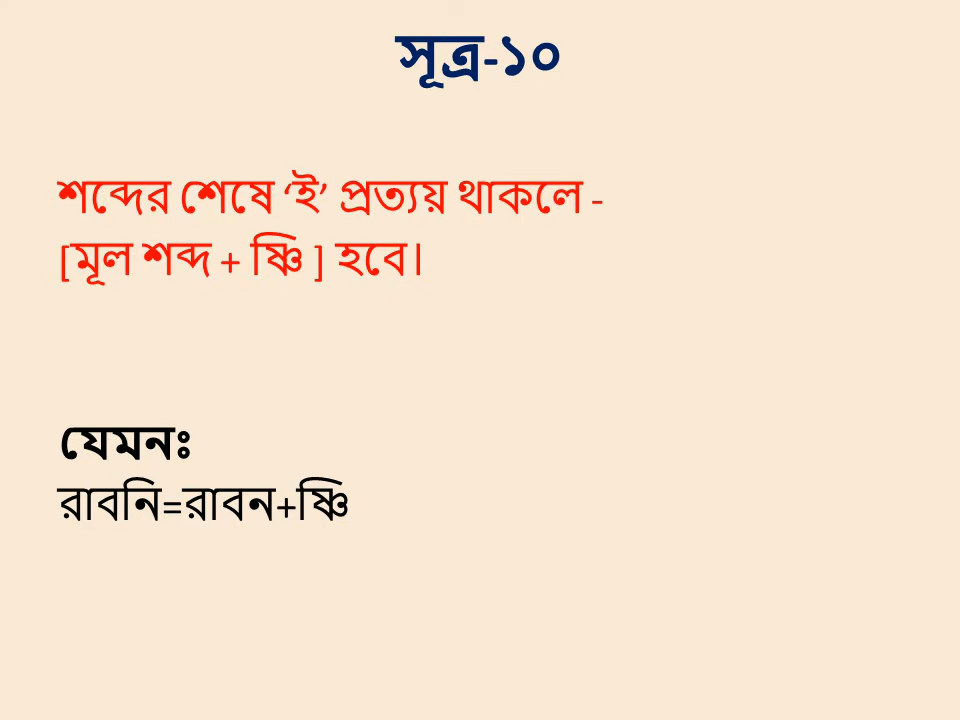 সূত্র-১০
শব্দের শেষে ‘ই’ প্রত্যয় থাকলে -
[মূল শব্দ + ষ্ণি ] হবে।
যেমনঃ
রাবনি=রাবন+ষ্ণি